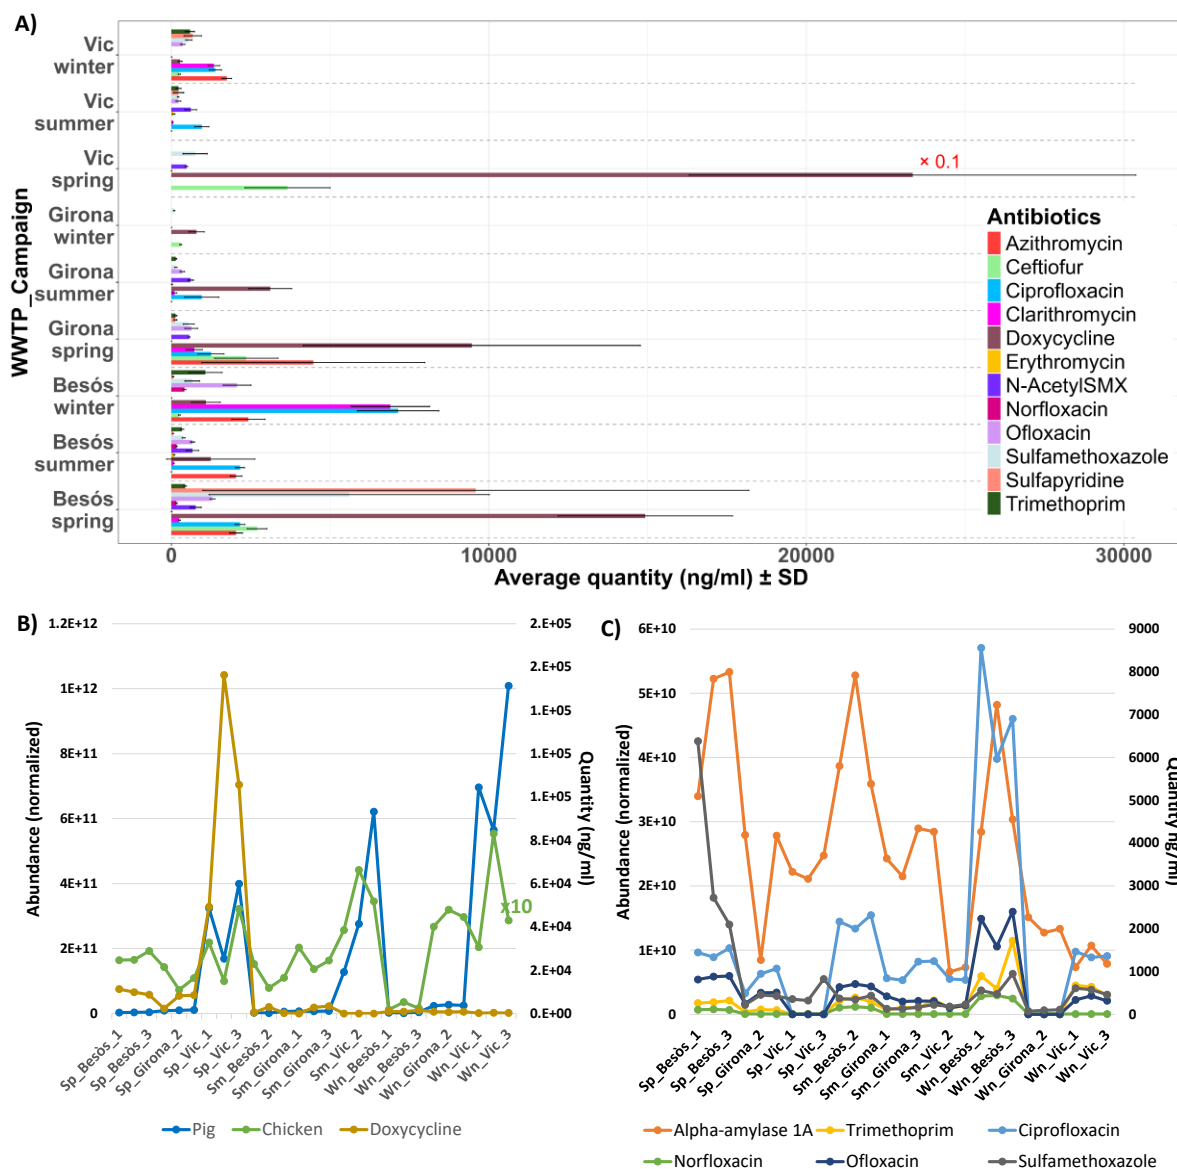 A)
WWTP_Campaign
Vic
winter
Vic
summer
Vic
spring
Girona
winter
Girona
summer
Girona
spring
Besós
winter
Besós
summer
Besós
spring
× 0.1
Antibiotics
Azithromycin
Ceftiofur
Ciprofloxacin
Clarithromycin
Doxycycline
Erythromycin
N-AcetylSMX
Norfloxacin
Ofloxacin
Sulfamethoxazole
Sulfapyridine
Trimethoprim
0
10000
20000
30000
Average quantity (ng/ml) ± SD
B)
Abundance (normalized)
1.2E+12
1E+12
8E+11
6E+11
4E+11
2E+11
0
2.E+05
2.E+05
1.E+05
1.E+05
1.E+05
8.E+04
6.E+04
4.E+04
2.E+04
0.E+00
Quantity (ng/ml)
x10
Sp_Besòs_1
Sp_Besòs_3
Sp_Girona_2
Sp_Vic_1
Sp_Vic_3
Sm_Besòs_2
Sm_Girona_1
Sm_Girona_3
Sm_Vic_2
Wn_Besòs_1
Wn_Besòs_3
Wn_Girona_2
Wn_Vic_1
Wn_Vic_3
Pig
Chicken
Doxycycline
C)
Abundance (normalized)
6E+10
5E+10
4E+10
3E+10
2E+10
1E+10
0
9000
8000
7000
6000
5000
4000
3000
2000
1000
0
Quantity ng/ml)
Sp_Besòs_1
Sp_Besòs_3
Sp_Girona_2
Sp_Vic_1
Sp_Vic_3
Sm_Besòs_2
Sm_Girona_1
Sm_Girona_3
Sm_Vic_2
Wn_Besòs_1
Wn_Besòs_3
Wn_Girona_2
Wn_Vic_1
Wn_Vic_3
Alpha-amylase 1A
Trimethoprim
Ciprofloxacin
Norfloxacin
Ofloxacin
Sulfamethoxazole